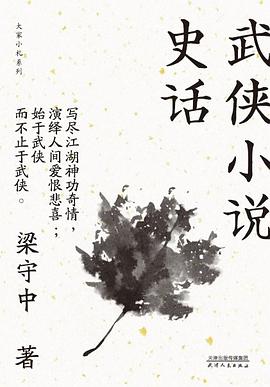 武侠小说
史话
大家小札系列
写尽江湖神功奇情，
演绎人间爱恨悲喜；
始于武侠
而不止于武侠。
梁守中 著
天津出版传媒集团
天津人民出版社